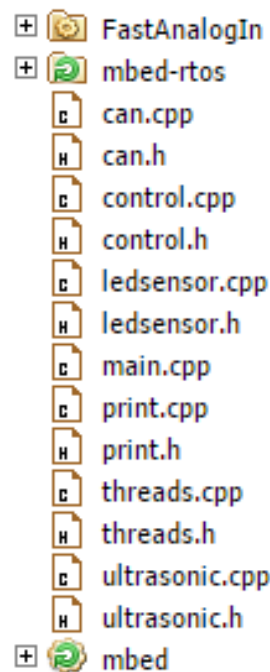 FastAnalogIn
mbed-rtos
can.cpp
can.h
control.cpp
control.h
ledsensor.cpp
ledsensor.h
main.cpp
print.cpp
print.h
threads.cpp
threads.h
ultrasonic.cpp
ultrasonic.h
mbed